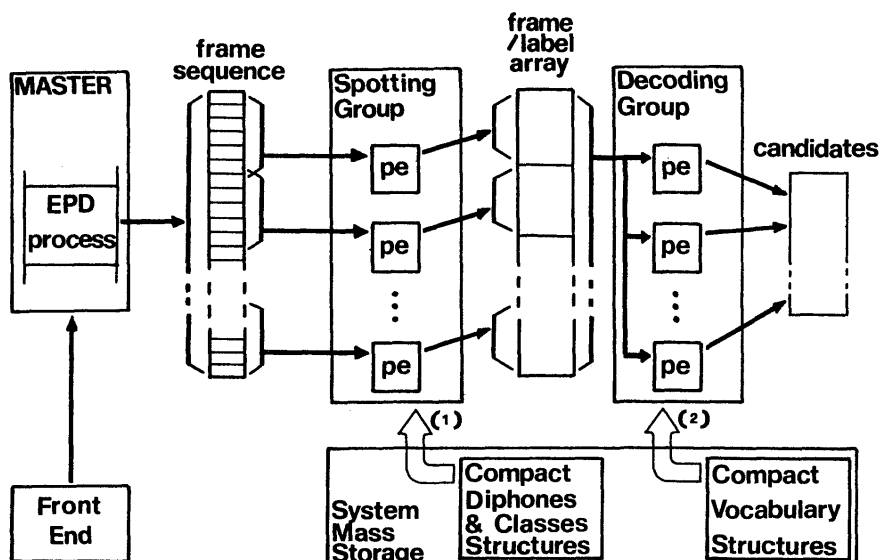 frame
sequence
frame
/label
array
MASTER
Spotting
Group
Decoding
Group
candidates
EPD
process
pe
pe
pe
pe
pe
pe
(1)
(2)
Front
End
System
Mass
Storage
Compact
Diphones
& Classes
Structures
Compact
Vocabulary
Structures